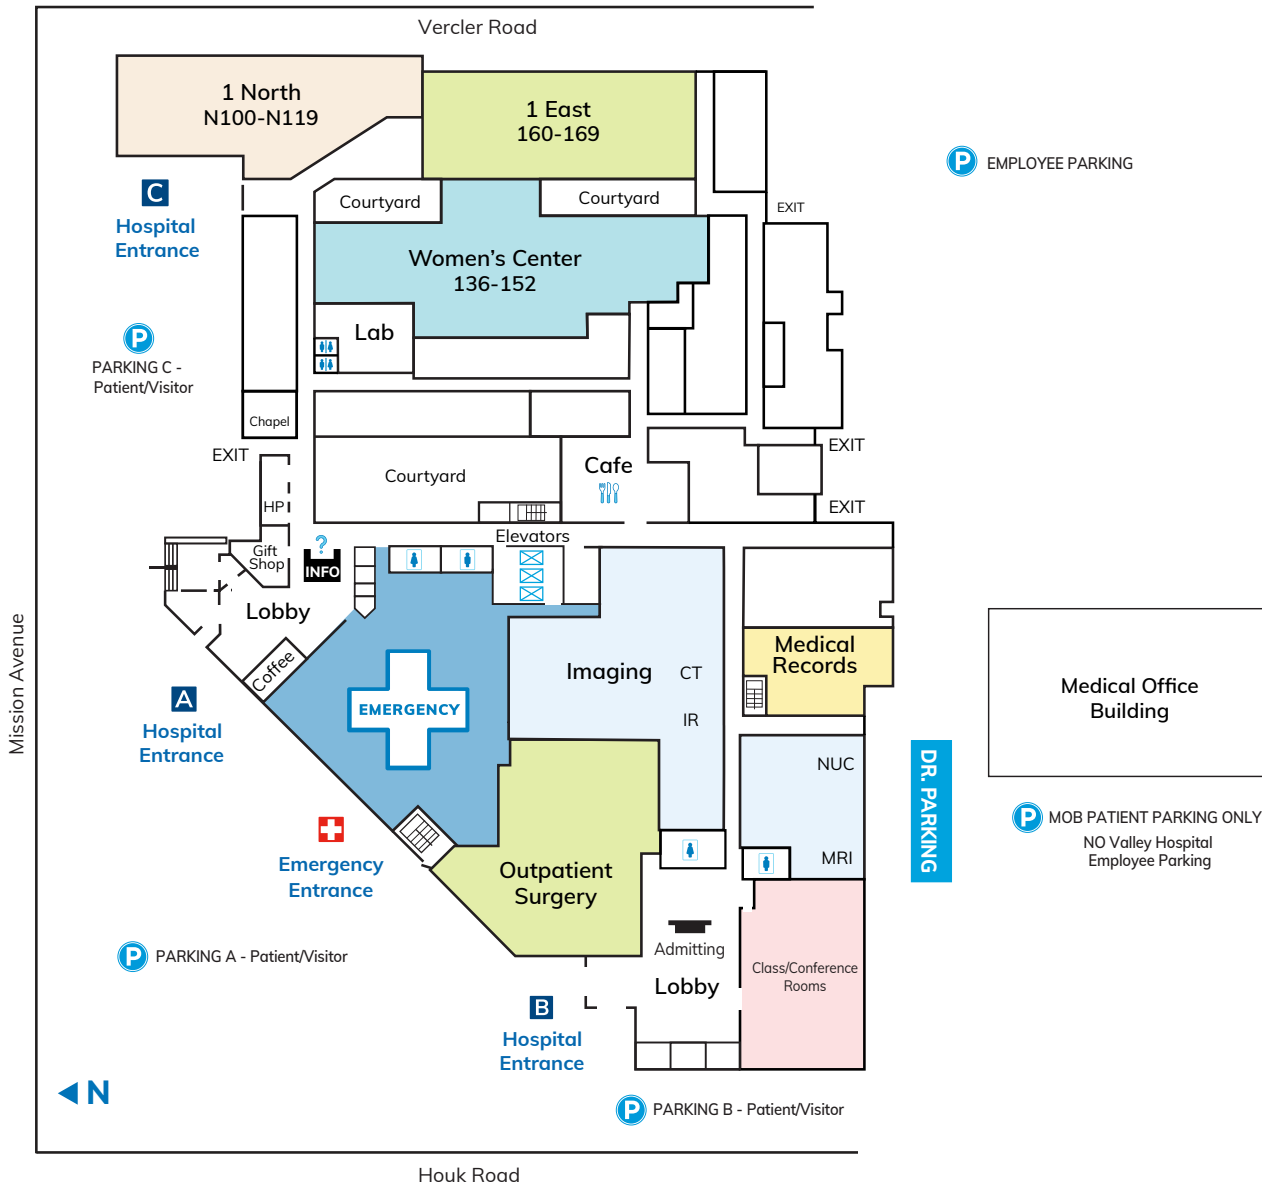 Vercler Road
1 North
N100-N119
1 East
160-169
P
EMPLOYEE PARKING
C
Hospital
Entrance
Courtyard
Courtyard
EXIT
Women's Center
136-152
Lab
P
PARKING C -
Patient/Visitor
Chapel
EXIT
Courtyard
Cafe
EXIT
HP
EXIT
Elevators
Gift
Shop
?
INFO
Lobby
Coffee
Mission Avenue
A
Hospital
Entrance
EMERGENCY
Imaging
CT
IR
Medical
Records
Medical Office
Building
NUC
MRI
DR. PARKING
P
MOB PATIENT PARKING ONLY
NO Valley Hospital
Employee Parking
Emergency
Entrance
Outpatient
Surgery
Admitting
Lobby
Class/Conference
Rooms
P
PARKING A - Patient/Visitor
B
Hospital
Entrance
N
P
PARKING B - Patient/Visitor
Houk Road